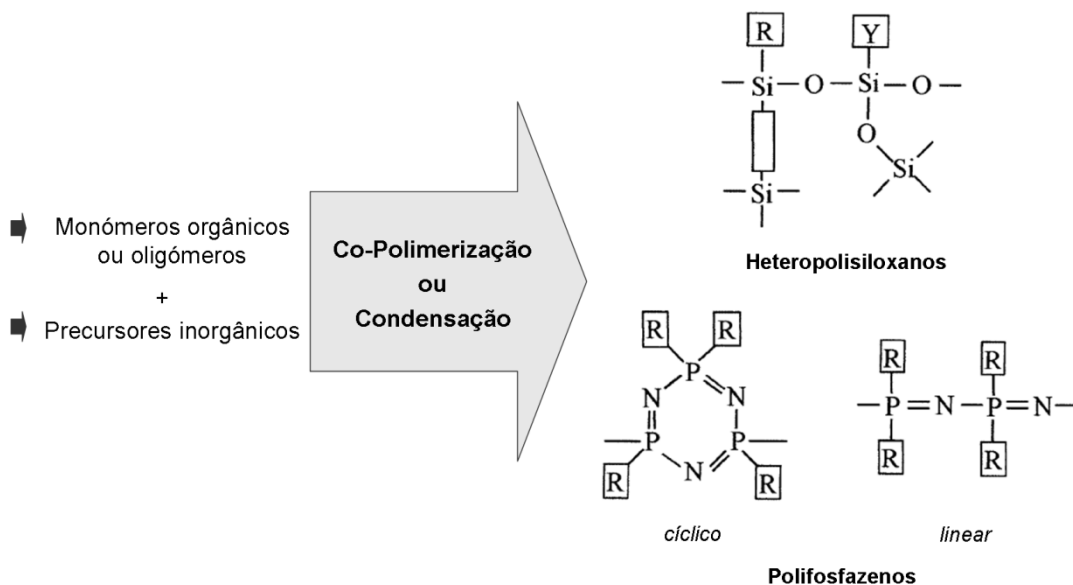 Monómeros orgânicos
ou oligómeros
+
Precursores inorgânicos
Co-Polimerização
ou
Condensação
R Y
Si O Si O
O
Si
Si
Heteropolisiloxanos
R R
P
N N
P P
R N R
cíclico
R R
P=N P=N
R R
linear
Polifosfazenos